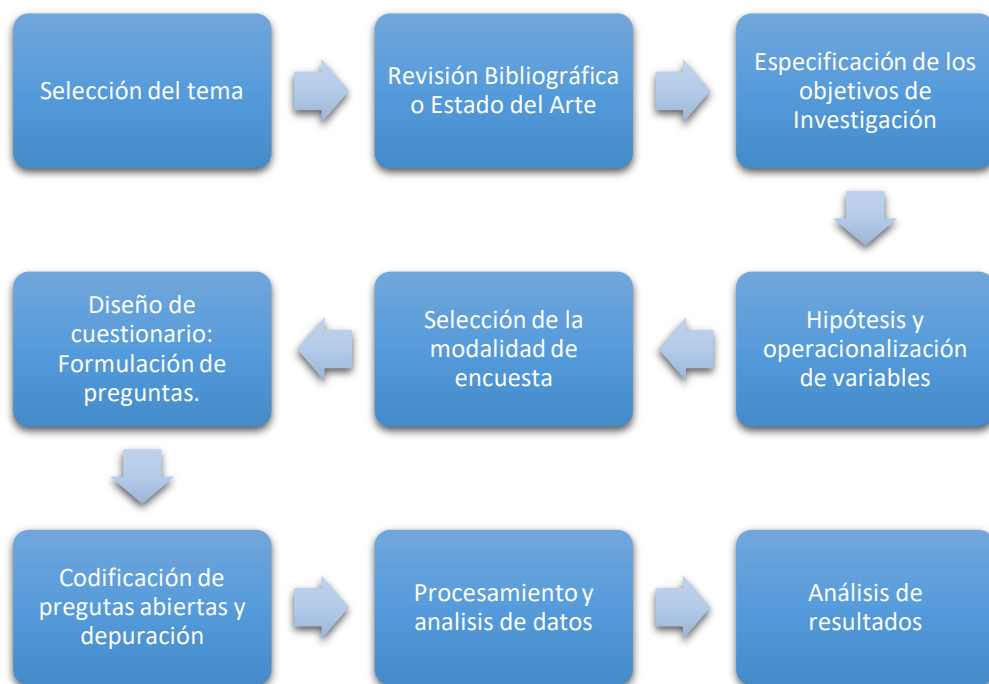 Selección del tema
Revisión Bibliográfica
o Estado del Arte
Especificación de los
objetivos de
Investigación
Hipótesis y
operacionalización
de variables
Selección de la
modalidad de
encuesta
Diseño de
cuestionario:
Formulación de
preguntas.
Codificación de
pregutas abiertas y
depuración
Procesamiento y
analisis de datos
Análisis de
resultados